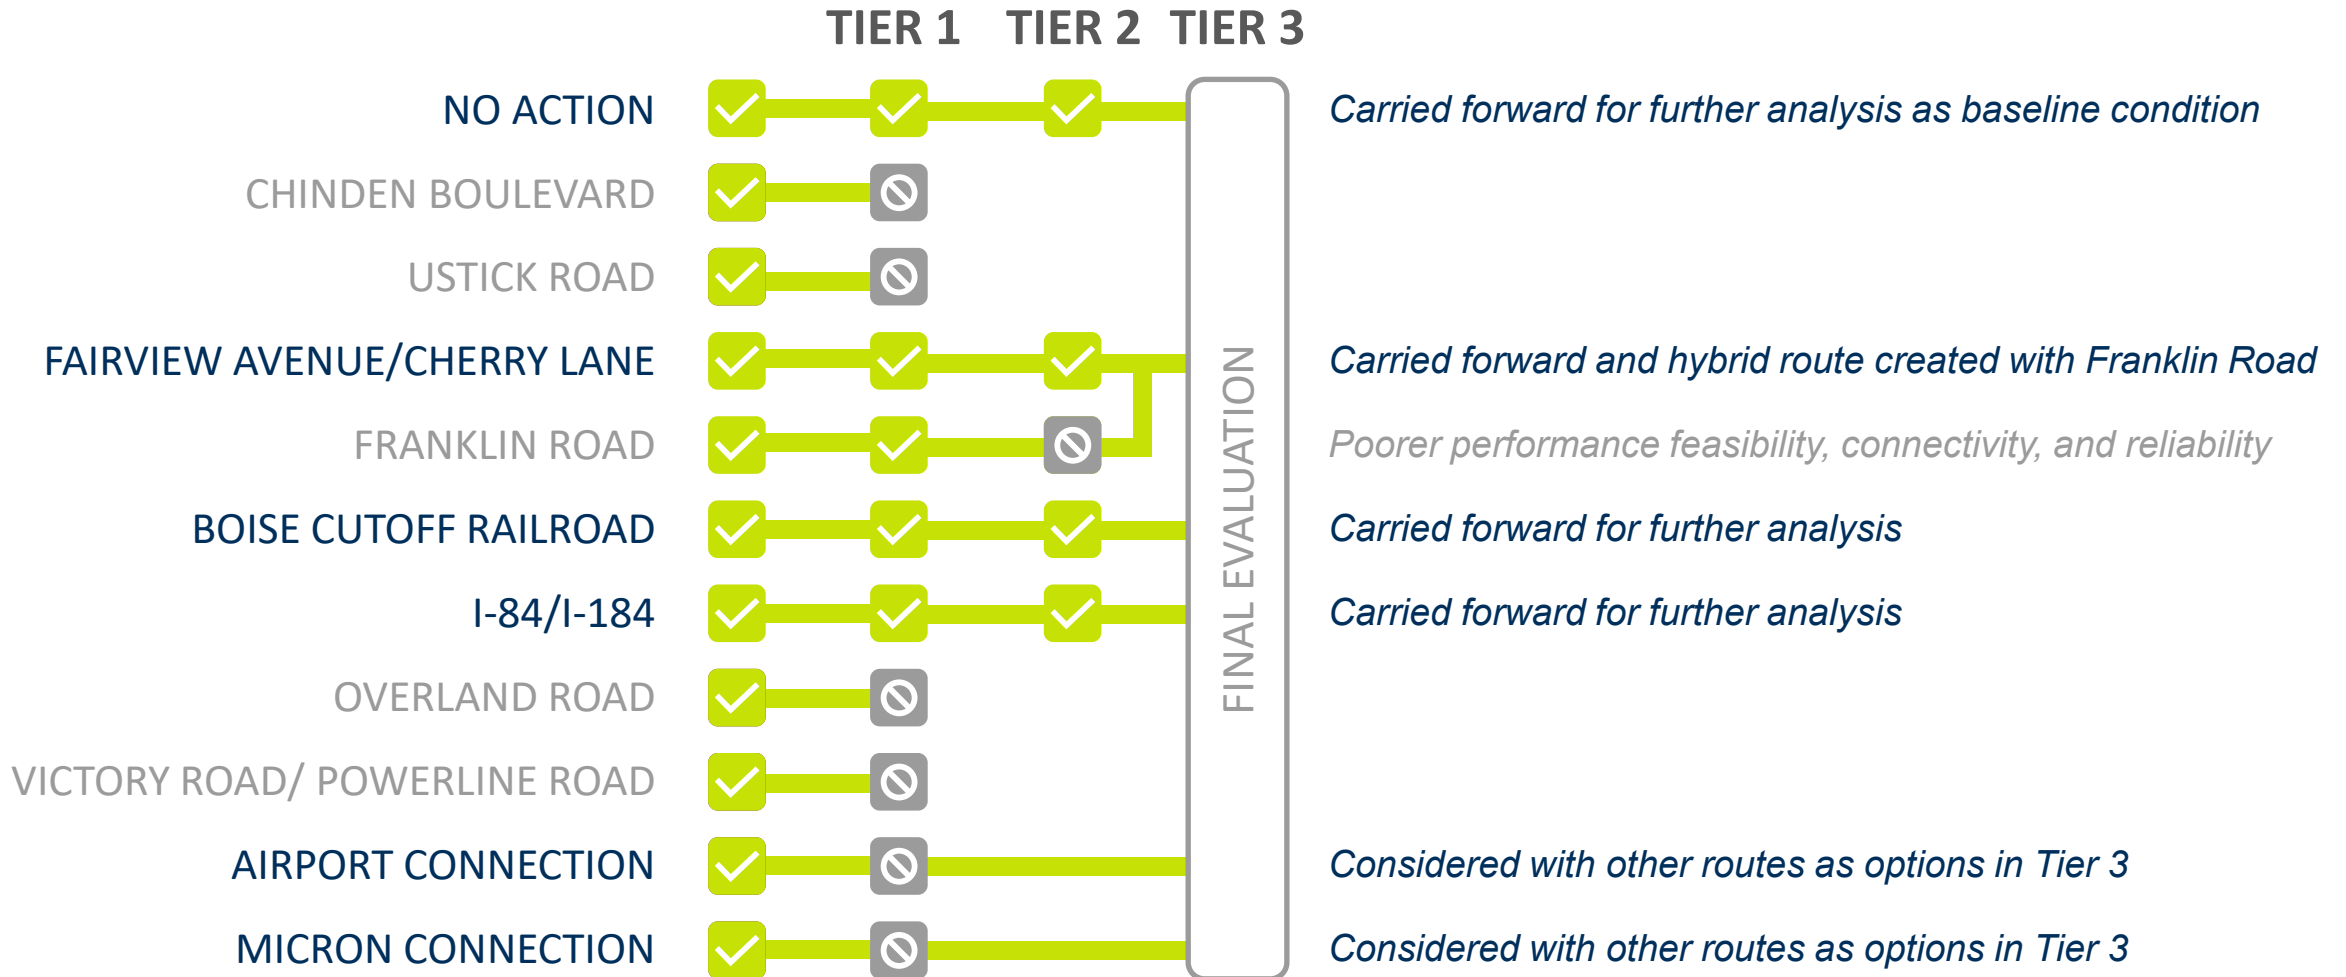 TIER 1 TIER 2 TIER 3
NO ACTION Carried forward for further analysis as baseline condition
CHINDEN BOULEVARD
USTICK ROAD
FAIRVIEW AVENUE/CHERRY LANE Carried forward and hybrid route created with Franklin Road
FRANKLIN ROAD Poorer performance feasibility, connectivity, and reliability
BOISE CUTOFF RAILROAD Carried forward for further analysis
I-84/I-184 Carried forward for further analysis
OVERLAND ROAD
VICTORY ROAD/ POWERLINE ROAD
AIRPORT CONNECTION Considered with other routes as options in Tier 3
MICRON CONNECTION Considered with other routes as options in Tier 3
FINAL EVALUATION